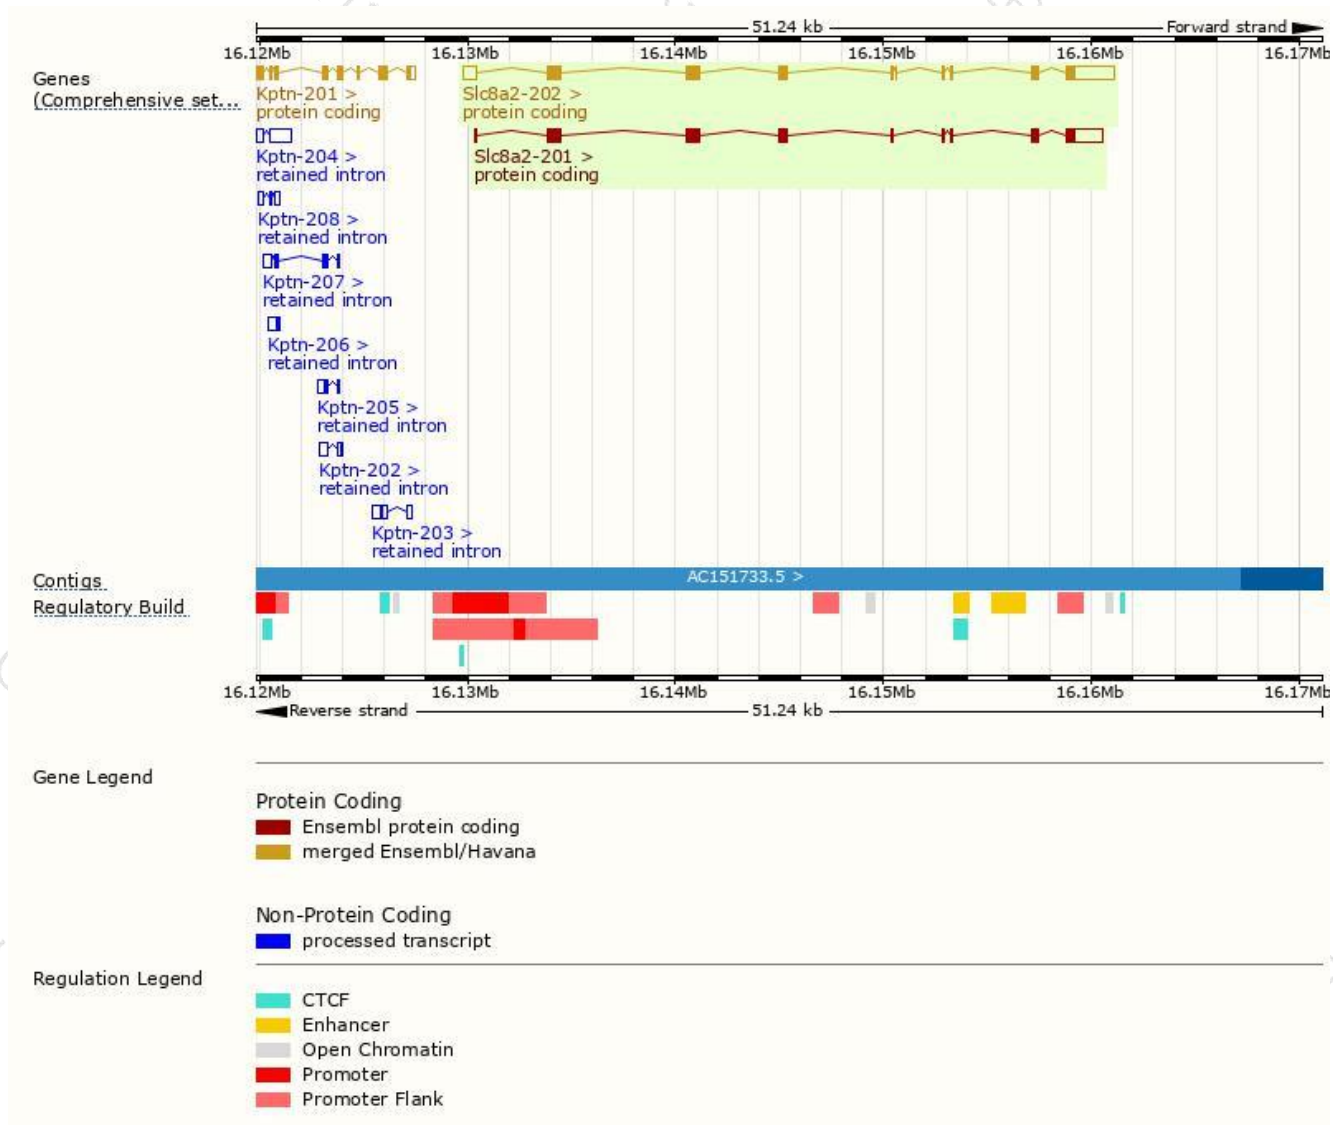 51.24 kb
Forward strand
16.12Mb 16.13Mb 16.14Mb 16.15Mb 16.16Mb 16.17Mb
Genes
(Comprehensive set...
Kptn-201 >
protein coding
Slc8a2-202 >
protein coding
Kptn-204 >
retained intron
Slc8a2-201 >
protein coding
Kptn-208 >
retained intron
Kptn-207 >
retained intron
Kptn-206 >
retained intron
Kptn-205 >
retained intron
Kptn-202 >
retained intron
Kptn-203 >
retained intron
Contigs
AC151733.5 >
Regulatory Build
16.12Mb 16.13Mb 16.14Mb 16.15Mb 16.16Mb 16.17Mb
Reverse strand
51.24 kb
Gene Legend
Protein Coding
Ensembl protein coding
merged Ensembl/Havana
Non-Protein Coding
processed transcript
Regulation Legend
CTCF
Enhancer
Open Chromatin
Promoter
Promoter Flank